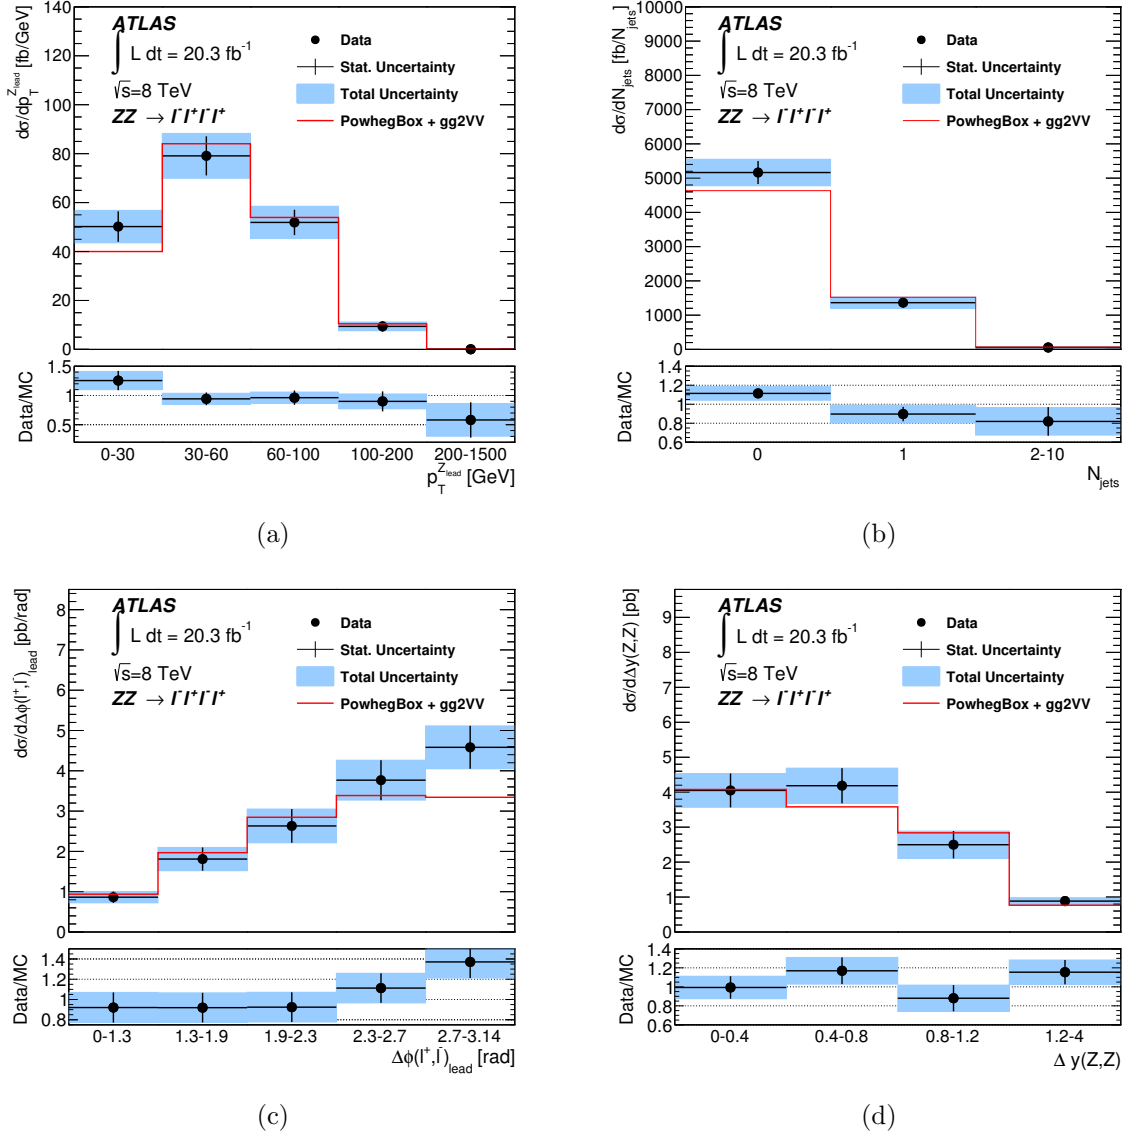 ATLAS
∫ L dt = 20.3 fb⁻¹
√s=8 TeV
ZZ → l⁻l⁺l⁻l⁺
Data
Stat. Uncertainty
Total Uncertainty
PowhegBox + gg2VV
dσ/dp_T^{Z_lead} [fb/GeV]
140
120
100
80
60
40
20
0
Data/MC
1.5
1
0.5
0-30 30-60 60-100 100-200 200-1500
p_T^{Z_lead} [GeV]
(a)
ATLAS
∫ L dt = 20.3 fb⁻¹
√s=8 TeV
ZZ → l⁻l⁺l⁻l⁺
Data
Stat. Uncertainty
Total Uncertainty
PowhegBox + gg2VV
dσ/dN_jets [fb/N_jets]
10000
9000
8000
7000
6000
5000
4000
3000
2000
1000
0
Data/MC
1.4
1.2
1
0.8
0.6
0 1 2-10
N_jets
(b)
ATLAS
∫ L dt = 20.3 fb⁻¹
√s=8 TeV
ZZ → l⁻l⁺l⁻l⁺
Data
Stat. Uncertainty
Total Uncertainty
PowhegBox + gg2VV
dσ/dΔϕ(l⁺,l⁻)_lead [pb/rad]
8
7
6
5
4
3
2
1
0
Data/MC
1.4
1.2
1
0.8
0-1.3 1.3-1.9 1.9-2.3 2.3-2.7 2.7-3.14
Δϕ(l⁺,l⁻)_lead [rad]
(c)
ATLAS
∫ L dt = 20.3 fb⁻¹
√s=8 TeV
ZZ → l⁻l⁺l⁻l⁺
Data
Stat. Uncertainty
Total Uncertainty
PowhegBox + gg2VV
dσ/dΔy(Z,Z) [pb]
9
8
7
6
5
4
3
2
1
0
Data/MC
1.4
1.2
1
0.8
0.6
0-0.4 0.4-0.8 0.8-1.2 1.2-4
Δ y(Z,Z)
(d)